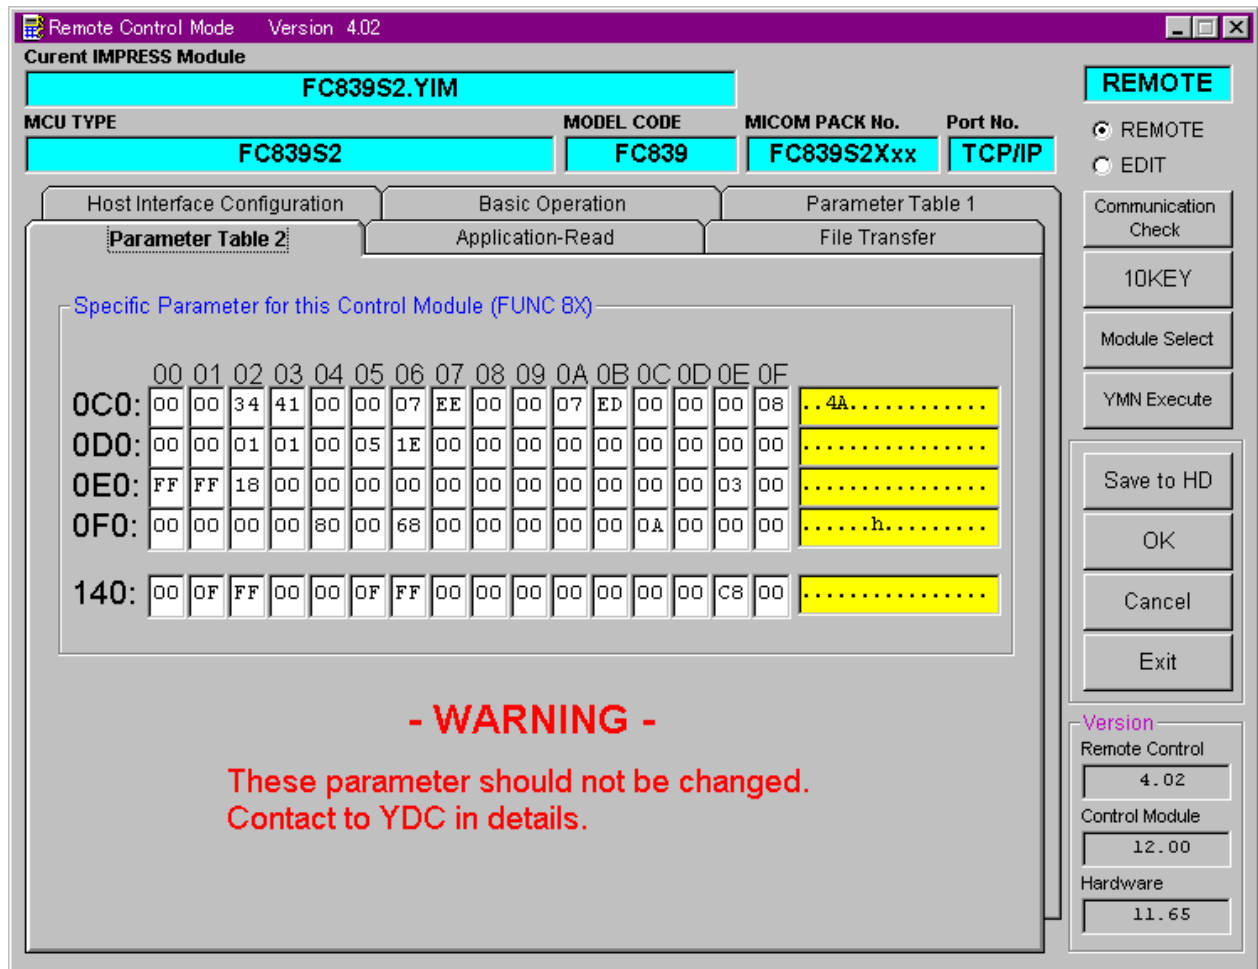 Remote Control Mode Version 4.02
Curent IMPRESS Module
FC839S2.YIM
MCU TYPE MODEL CODE MICOM PACK No. Port No.
FC839S2 FC839 FC839S2Xxx TCP/IP
Host Interface Configuration Basic Operation Parameter Table 1
Parameter Table 2 Application-Read File Transfer
Specific Parameter for this Control Module (FUNC 8X)
00 01 02 03 04 05 06 07 08 09 0A 0B 0C 0D 0E 0F
0C0: 00 00 34 41 00 00 07 EE 00 00 07 ED 00 00 00 08 ..4A............
0D0: 00 00 01 01 00 05 1E 00 00 00 00 00 00 00 00 00 ................
0E0: FF FF 18 00 00 00 00 00 00 00 00 00 00 00 03 00 ................
0F0: 00 00 00 00 80 00 68 00 00 00 00 00 0A 00 00 00 ......h.........
140: 00 0F FF 00 00 0F FF 00 00 00 00 00 00 00 C8 00 ................
- WARNING -
These parameter should not be changed.
Contact to YDC in details.
REMOTE
REMOTE
EDIT
Communication
Check
10KEY
Module Select
YMN Execute
Save to HD
OK
Cancel
Exit
Version
Remote Control
4.02
Control Module
12.00
Hardware
11.65